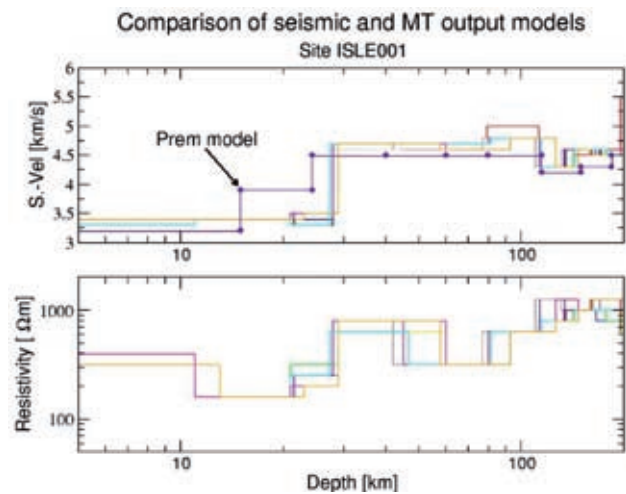 Comparison of seismic and MT output models
Site ISLE001
6
5.5
5
4.5
4
3.5
3
S.-Vel [km/s]
Prem model
10
100
1000
100
Resistivity [ Ωm]
10
100
Depth [km]